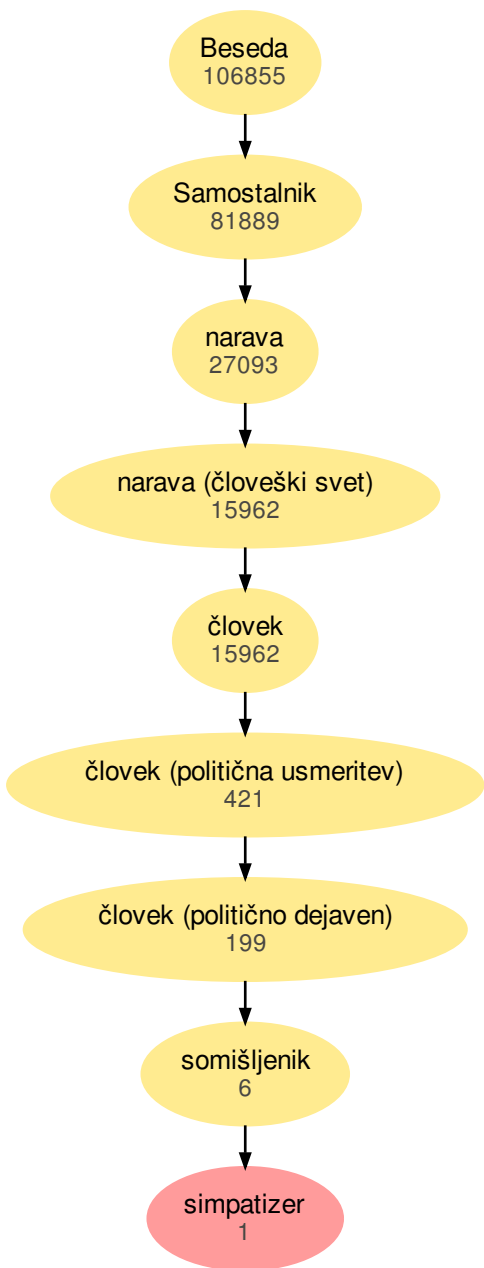 Beseda
106855
Samostalnik
81889
narava
27093
narava (človeški svet)
15962
človek
15962
človek (politična usmeritev)
421
človek (politično dejaven)
199
somišljenik
6
simpatizer
1